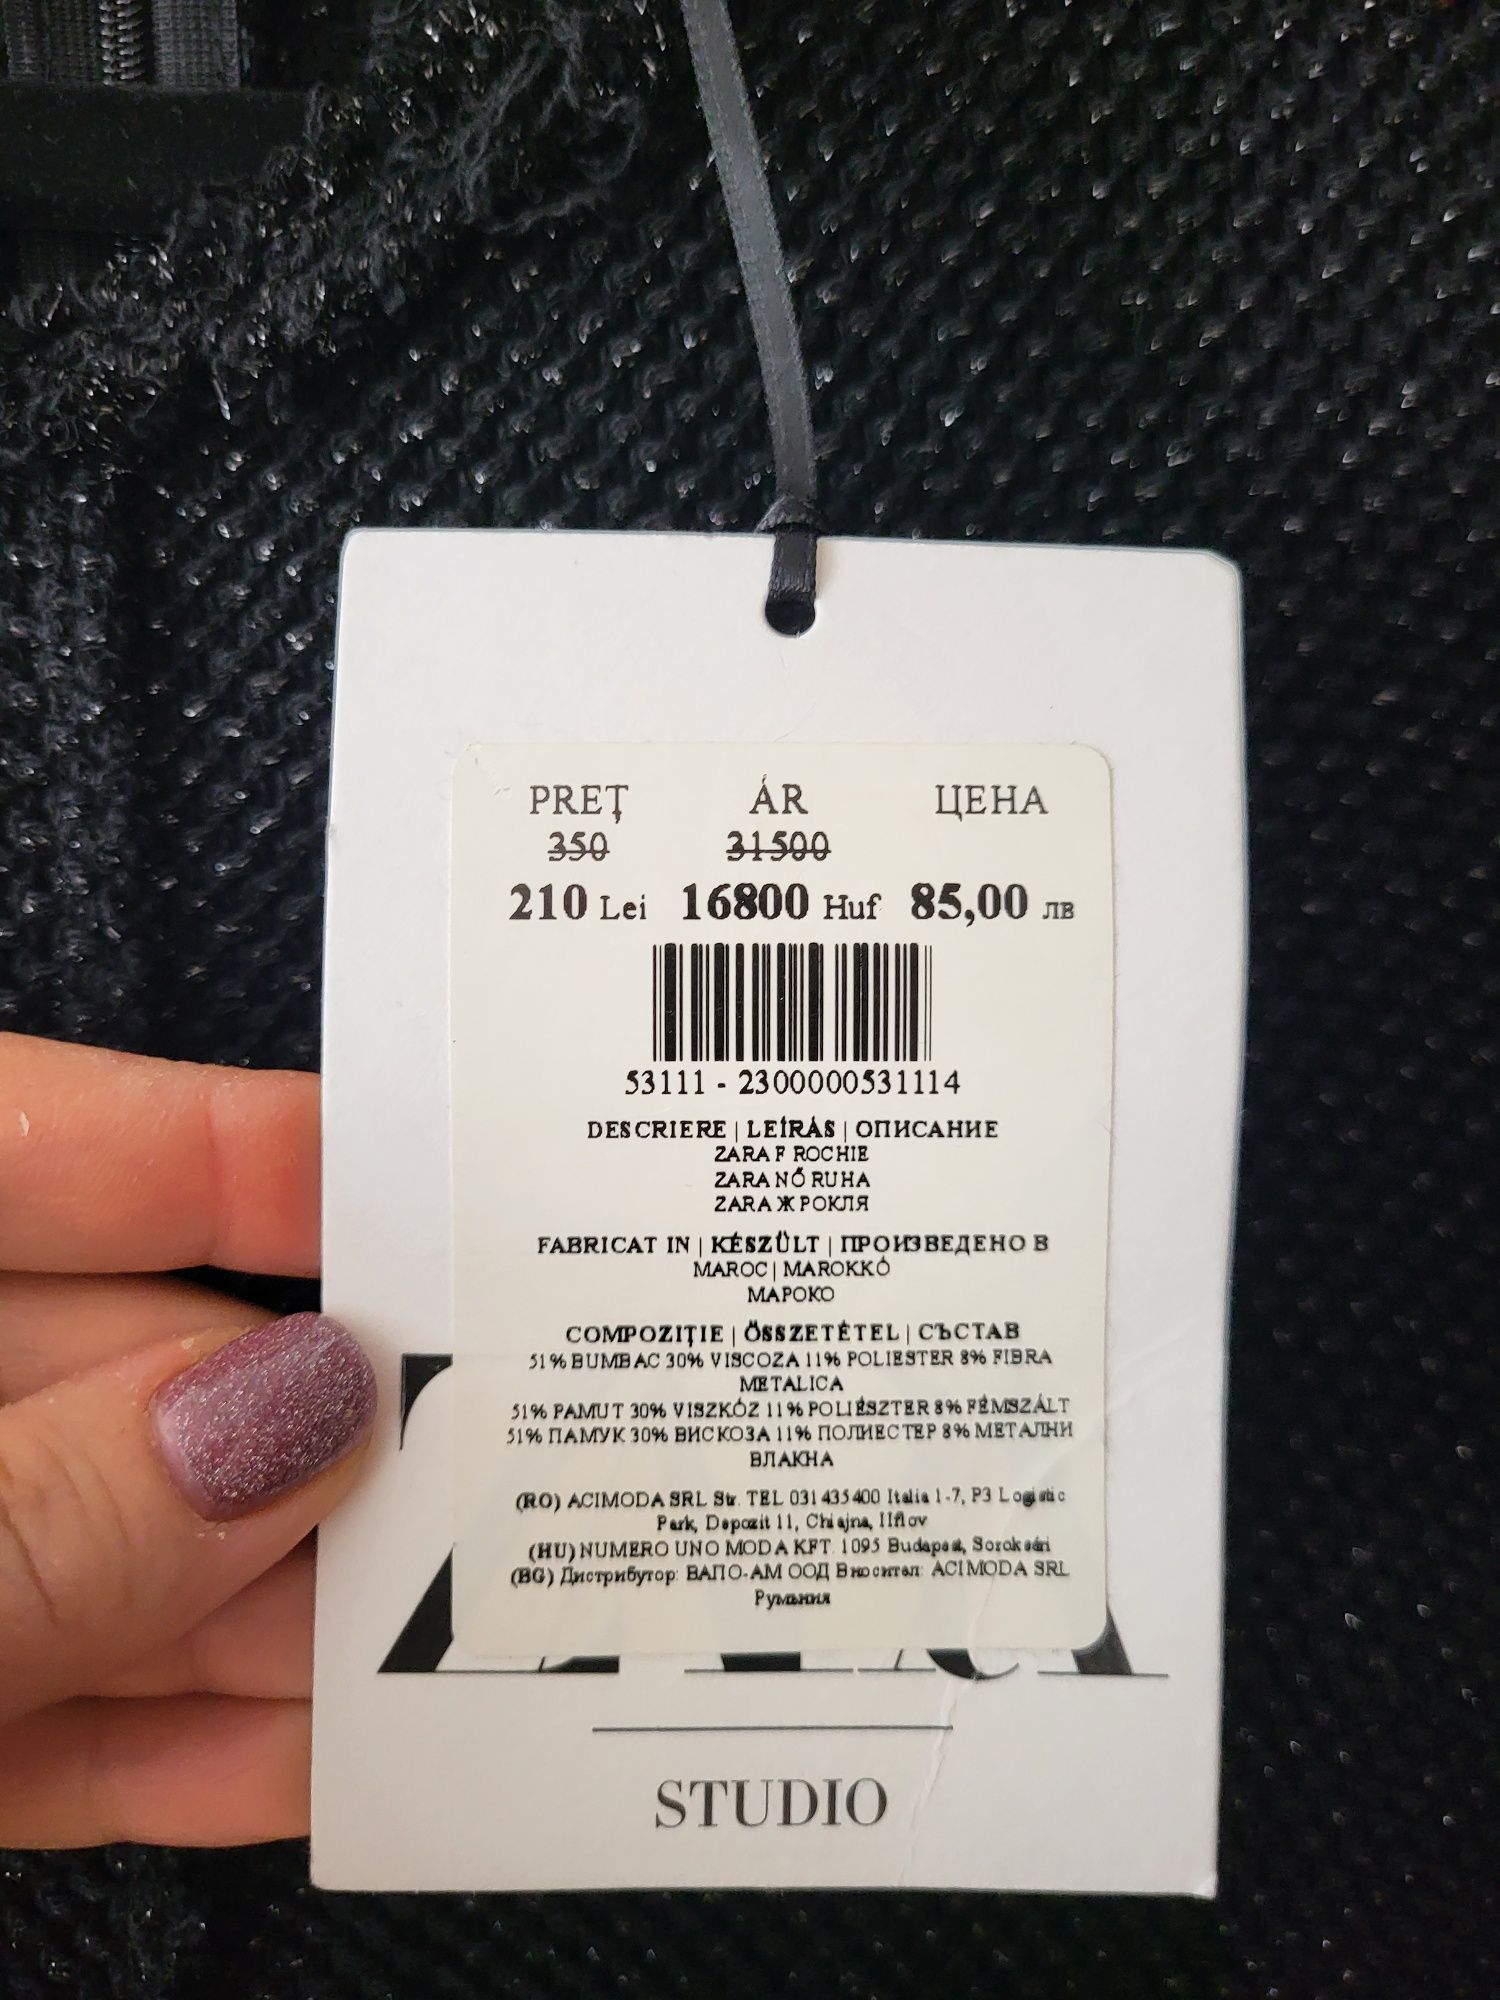 PREŢ ÁR ЦЕНА
350 31500
210 Lei 16800 Huf 85,00 лв
53111 - 2300000531114
DESCRIERE | LEÍRÁS | ОПИСАНИЕ
ZARA F ROCHIE
ZARA NŐ RUHA
ZARA Ж РОКЛЯ
FABRICAT IN | KÉSZÜLT | ПРОИЗВЕДЕНО В
MAROC | MAROKKÓ
МАРОКО
COMPOZIŢIE | ÖSSZETÉTEL | СЪСТАВ
51% BUMBAC 30% VISCOZA 11% POLIESTER 8% FIBRA
METALICA
51% PAMUT 30% VISZKÓZ 11% POLIÉSZTER 8% FÉMSZÁLT
51% ПАМУК 30% ВИСКОЗА 11% ПОЛИЕСТЕР 8% МЕТАЛНИ
ВЛАКНА
(RO) ACIMODA SRL Str. TEL 031 435 400 Italia 1-7, P3 Logistic
Park, Depozit 11, Chiajna, Ilflov
(HU) NUMERO UNO MODA KFT. 1095 Budapest, Soroksári
(BG) Дистрибутор: ВАПО-АМ ООД Вносител: ACIMODA SRL
Румъния
STUDIO